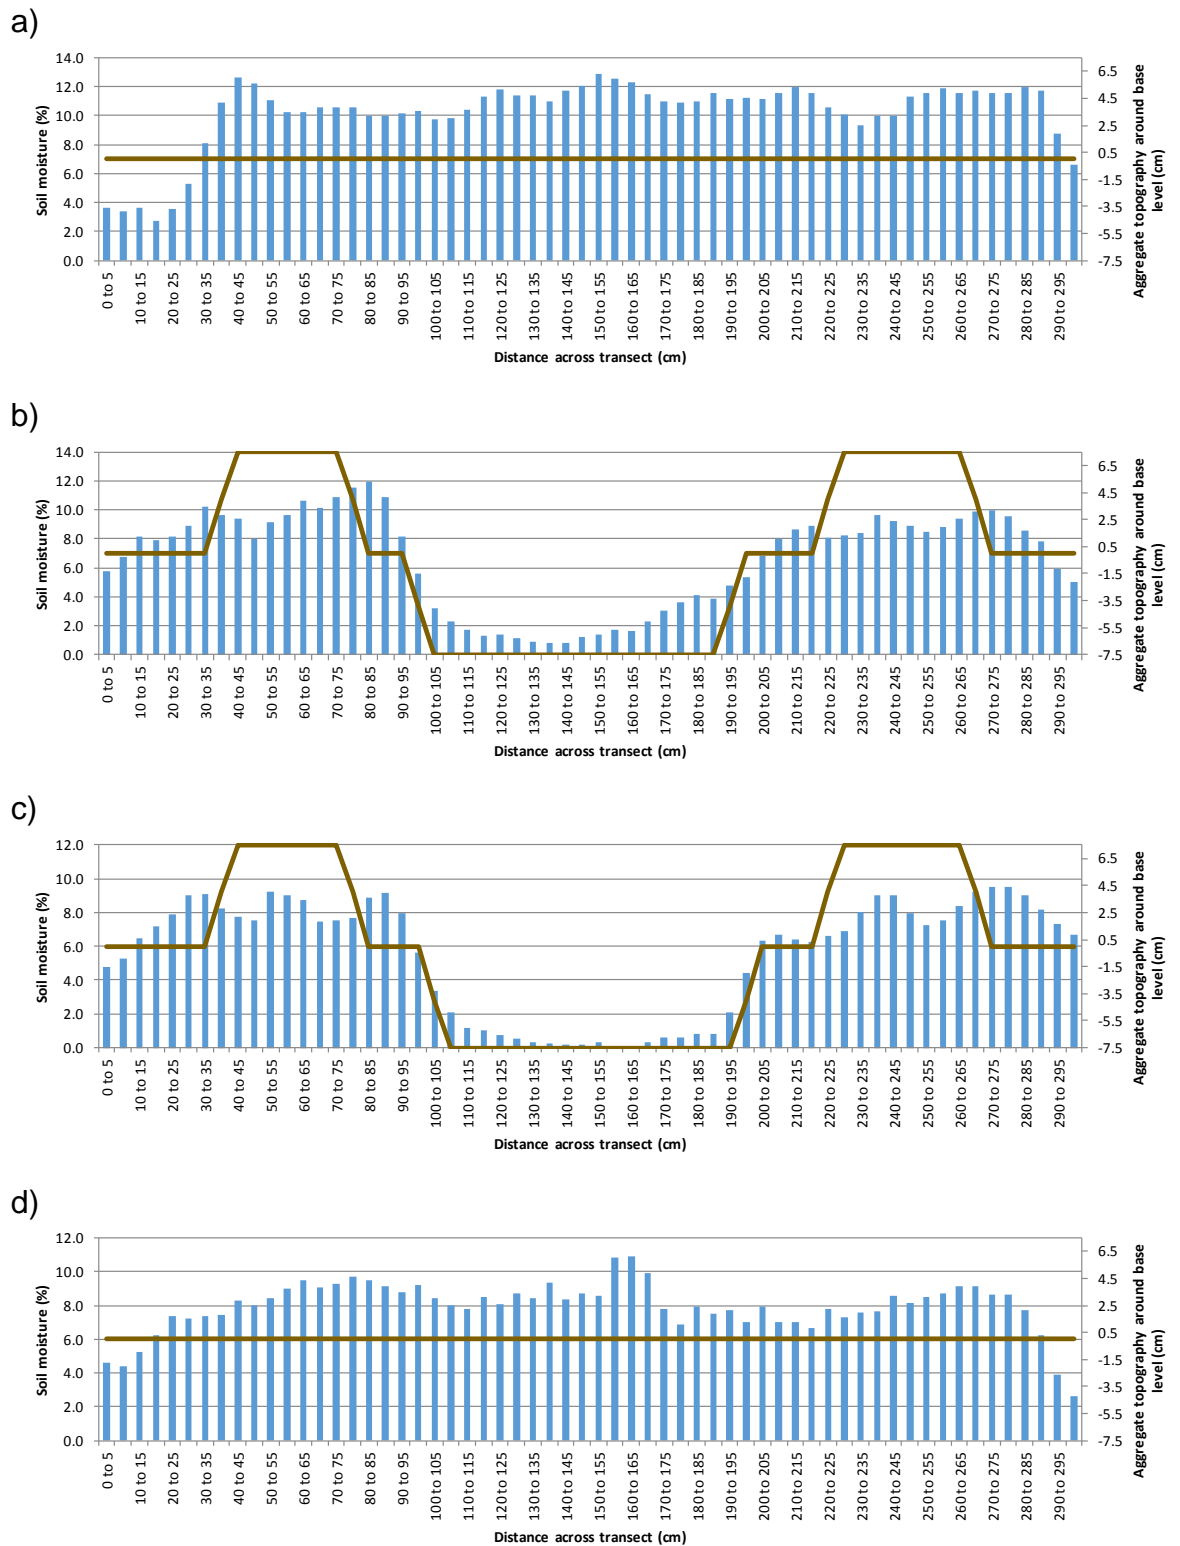 a)
14.0
12.0
10.0
8.0
6.0
4.0
2.0
0.0
Soil moisture (%)
6.5
4.5
2.5
0.5
-1.5
-3.5
-5.5
-7.5
Aggregate topography around base
level (cm)
0 to 5
10 to 15
20 to 25
30 to 35
40 to 45
50 to 55
60 to 65
70 to 75
80 to 85
90 to 95
100 to 105
110 to 115
120 to 125
130 to 135
140 to 145
150 to 155
160 to 165
170 to 175
180 to 185
190 to 195
200 to 205
210 to 215
220 to 225
230 to 235
240 to 245
250 to 255
260 to 265
270 to 275
280 to 285
290 to 295
Distance across transect (cm)
b)
14.0
12.0
10.0
8.0
6.0
4.0
2.0
0.0
Soil moisture (%)
6.5
4.5
2.5
0.5
-1.5
-3.5
-5.5
-7.5
Aggregate topography around base
level (cm)
0 to 5
10 to 15
20 to 25
30 to 35
40 to 45
50 to 55
60 to 65
70 to 75
80 to 85
90 to 95
100 to 105
110 to 115
120 to 125
130 to 135
140 to 145
150 to 155
160 to 165
170 to 175
180 to 185
190 to 195
200 to 205
210 to 215
220 to 225
230 to 235
240 to 245
250 to 255
260 to 265
270 to 275
280 to 285
290 to 295
Distance across transect (cm)
c)
12.0
10.0
8.0
6.0
4.0
2.0
0.0
Soil moisture (%)
6.5
4.5
2.5
0.5
-1.5
-3.5
-5.5
-7.5
Aggregate topography around base
level (cm)
0 to 5
10 to 15
20 to 25
30 to 35
40 to 45
50 to 55
60 to 65
70 to 75
80 to 85
90 to 95
100 to 105
110 to 115
120 to 125
130 to 135
140 to 145
150 to 155
160 to 165
170 to 175
180 to 185
190 to 195
200 to 205
210 to 215
220 to 225
230 to 235
240 to 245
250 to 255
260 to 265
270 to 275
280 to 285
290 to 295
Distance across transect (cm)
d)
12.0
10.0
8.0
6.0
4.0
2.0
0.0
Soil moisture (%)
6.5
4.5
2.5
0.5
-1.5
-3.5
-5.5
-7.5
Aggregate topography around base
level (cm)
0 to 5
10 to 15
20 to 25
30 to 35
40 to 45
50 to 55
60 to 65
70 to 75
80 to 85
90 to 95
100 to 105
110 to 115
120 to 125
130 to 135
140 to 145
150 to 155
160 to 165
170 to 175
180 to 185
190 to 195
200 to 205
210 to 215
220 to 225
230 to 235
240 to 245
250 to 255
260 to 265
270 to 275
280 to 285
290 to 295
Distance across transect (cm)